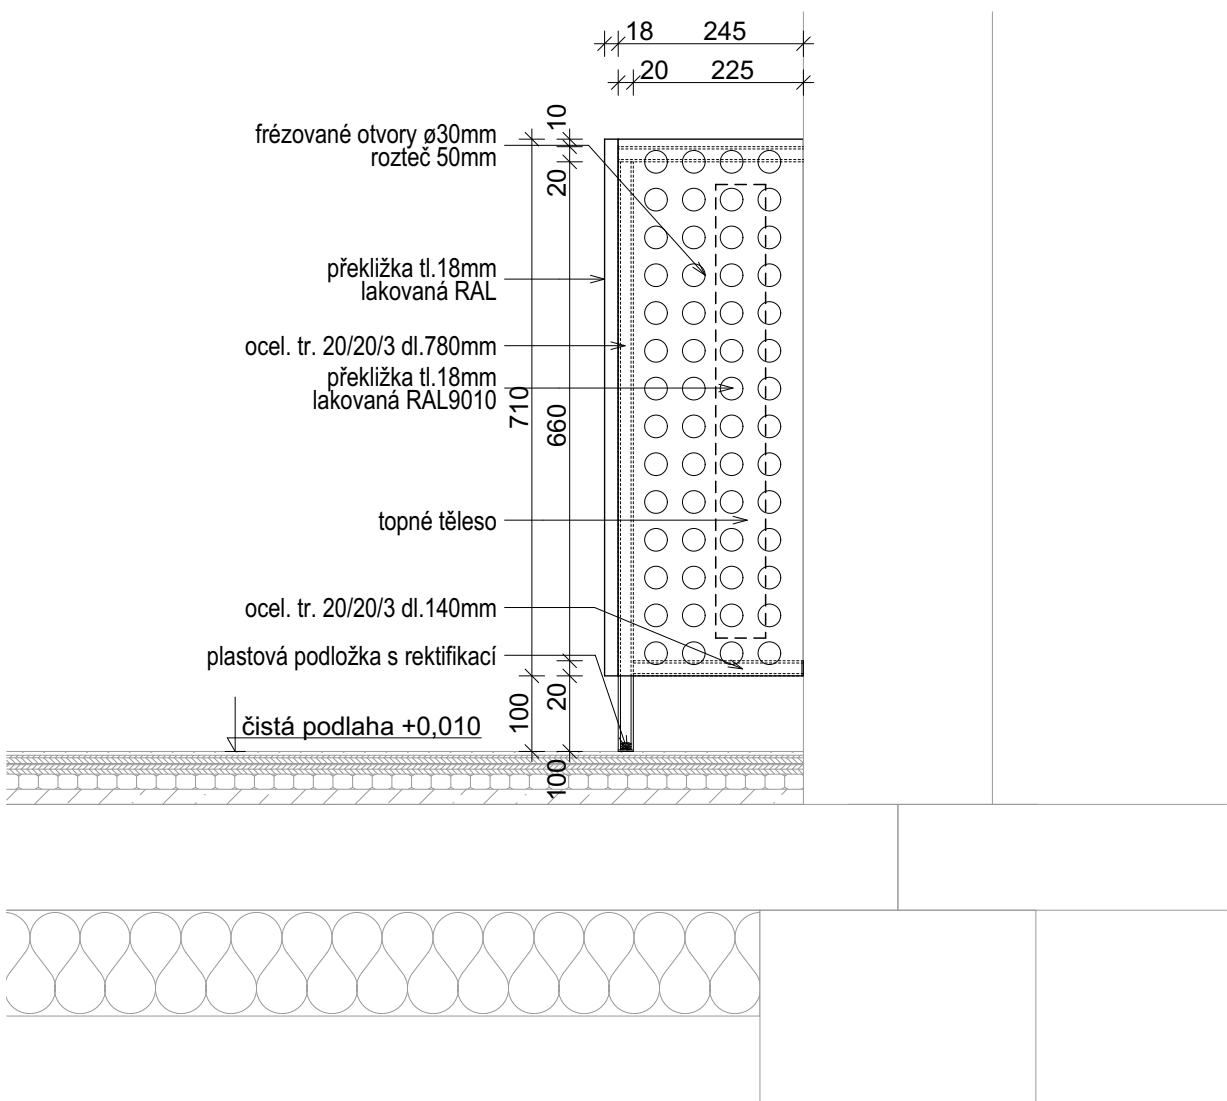 18
245
20
225
10
frézované otvory ø30mm
rozteč 50mm
20
překližka tl.18mm
lakovaná RAL
ocel. tr. 20/20/3 dl.780mm
překližka tl.18mm
lakovaná RAL9010
710
660
topné těleso
ocel. tr. 20/20/3 dl.140mm
plastová podložka s rektifikací
100
20
čistá podlaha +0,010
100